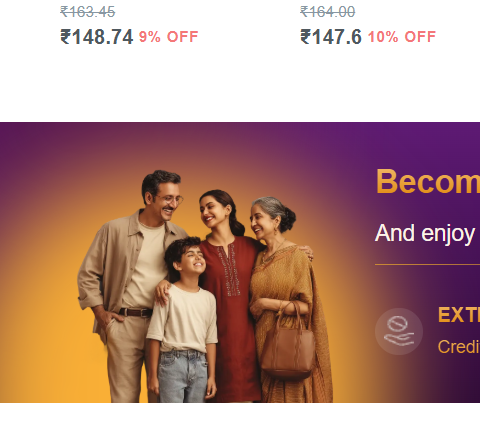 ₹163.45 ₹164.00
₹148.74 9% OFF ₹147.6 10% OFF
Becom
And enjoy
EXT
Credi